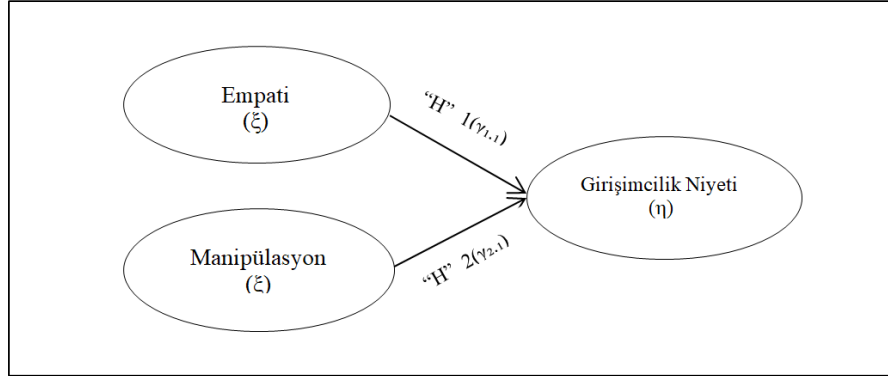 Empati
(ξ)
“H” 1(γ₁.₁)
Girişimcilik Niyeti
(η)
Manipülasyon
(ξ)
“H” 2(γ₂.₁)